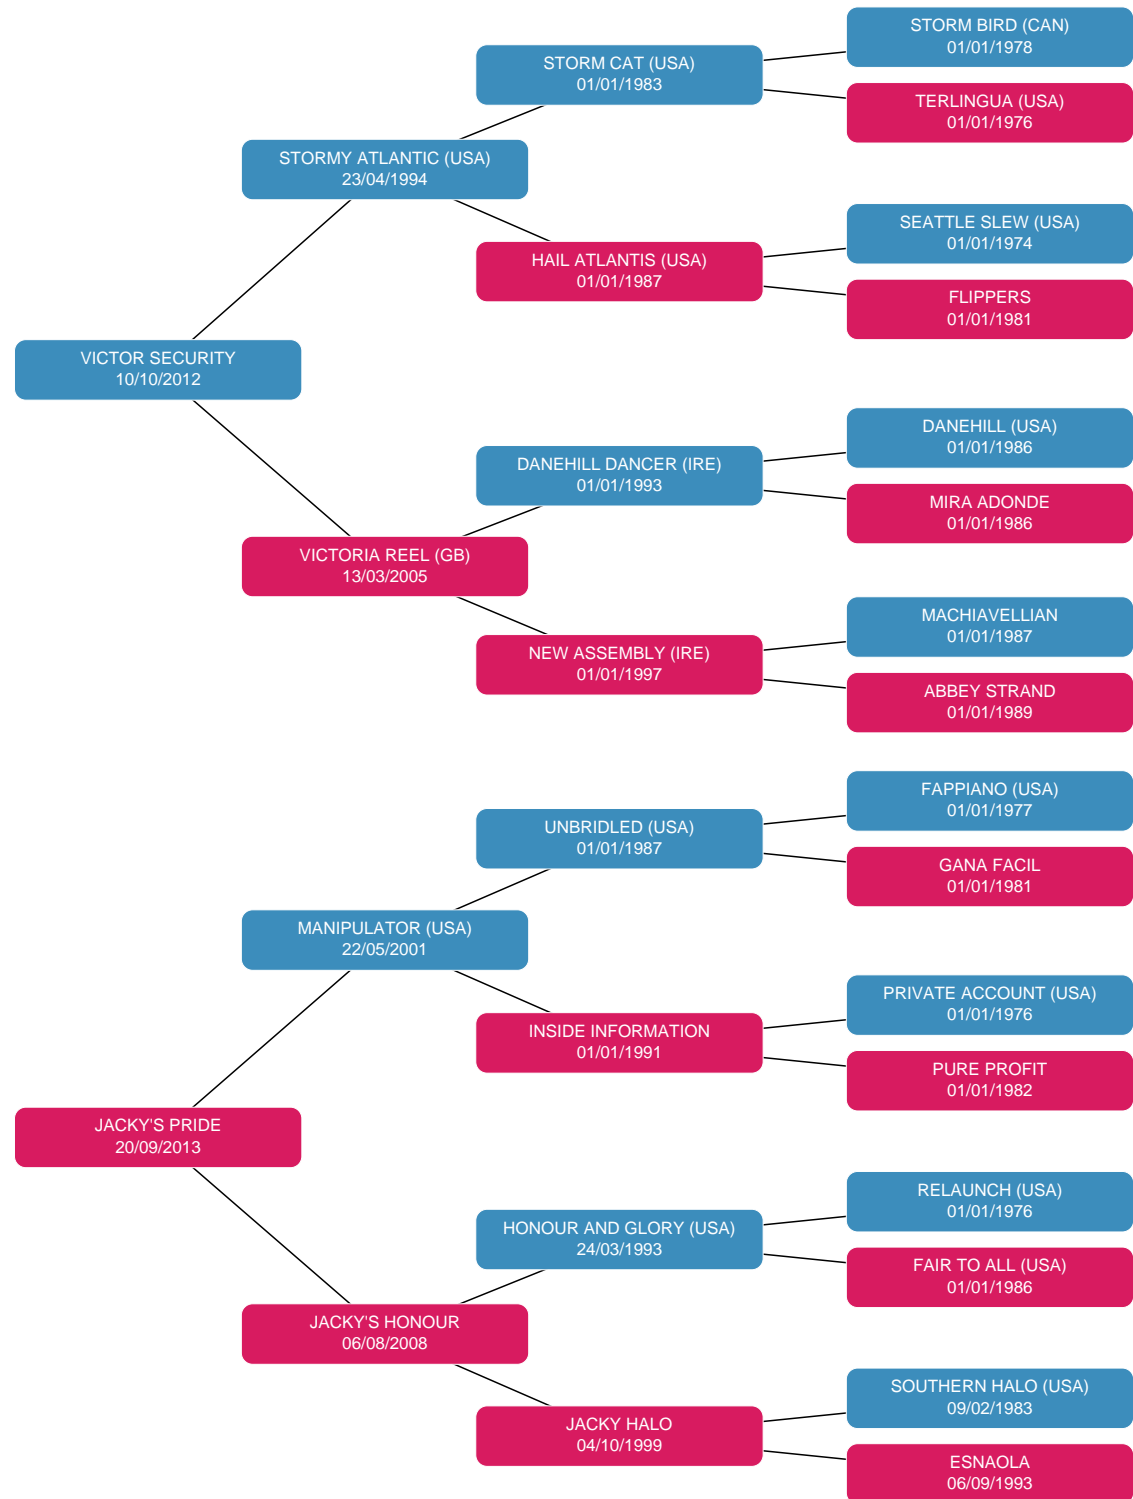 STORM BIRD (CAN)
01/01/1978
STORM CAT (USA)
01/01/1983
TERLINGUA (USA)
01/01/1976
STORMY ATLANTIC (USA)
23/04/1994
SEATTLE SLEW (USA)
01/01/1974
HAIL ATLANTIS (USA)
01/01/1987
FLIPPERS
01/01/1981
VICTOR SECURITY
10/10/2012
DANEHILL (USA)
01/01/1986
DANEHILL DANCER (IRE)
01/01/1993
MIRA ADONDE
01/01/1986
VICTORIA REEL (GB)
13/03/2005
MACHIAVELLIAN
01/01/1987
NEW ASSEMBLY (IRE)
01/01/1997
ABBEY STRAND
01/01/1989
FAPPIANO (USA)
01/01/1977
UNBRIDLED (USA)
01/01/1987
GANA FACIL
01/01/1981
MANIPULATOR (USA)
22/05/2001
PRIVATE ACCOUNT (USA)
01/01/1976
INSIDE INFORMATION
01/01/1991
PURE PROFIT
01/01/1982
JACKY'S PRIDE
20/09/2013
RELAUNCH (USA)
01/01/1976
HONOUR AND GLORY (USA)
24/03/1993
FAIR TO ALL (USA)
01/01/1986
JACKY'S HONOUR
06/08/2008
SOUTHERN HALO (USA)
09/02/1983
JACKY HALO
04/10/1999
ESNAOLA
06/09/1993